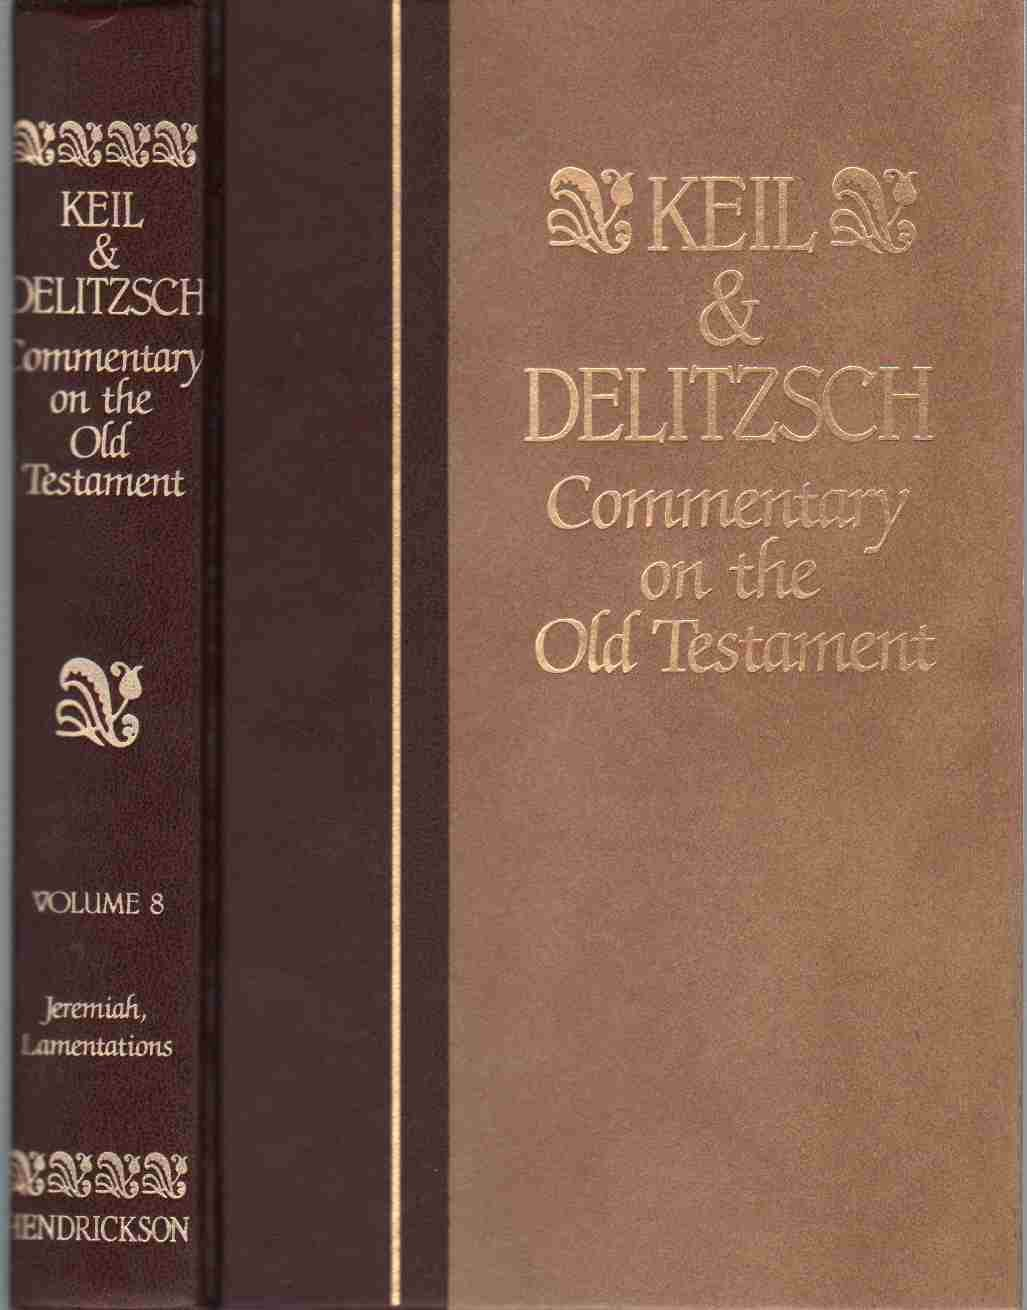 KEIL
&
DELITZSCH
Commentary
on the
Old
Testament
VOLUME 8
Jeremiah,
Lamentations
HENDRICKSON
KEIL
&
DELITZSCH
Commentary
on the
Old Testament